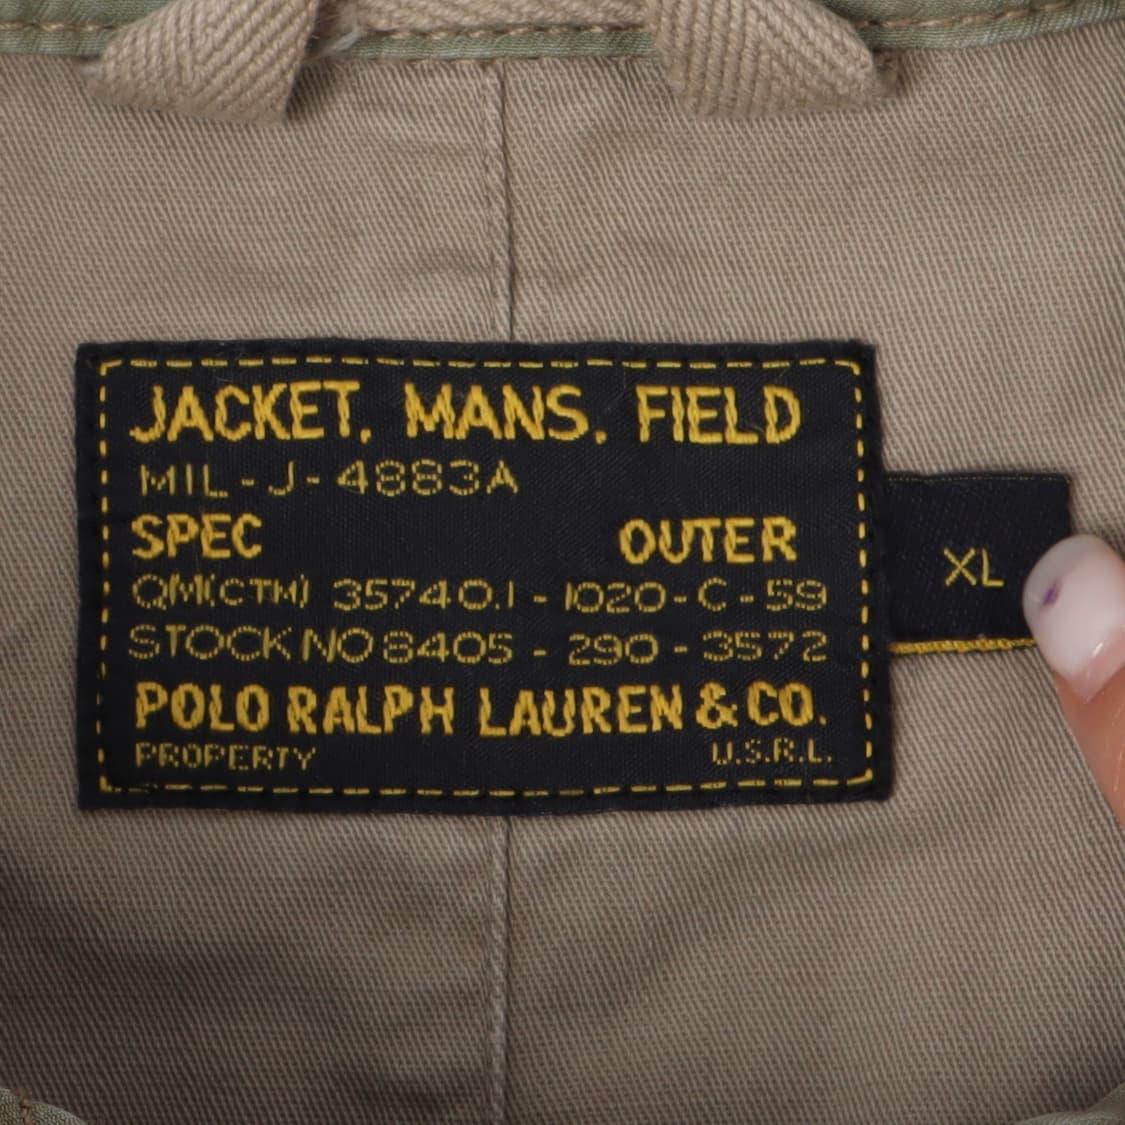 JACKET, MANS, FIELD
MIL-J-4883A
SPEC OUTER
QM(CTM) 35740.1-1020-C-59
STOCK NO 8405-290-3572
POLO RALPH LAUREN & CO.
PROPERTY U.S.R.L.
XL